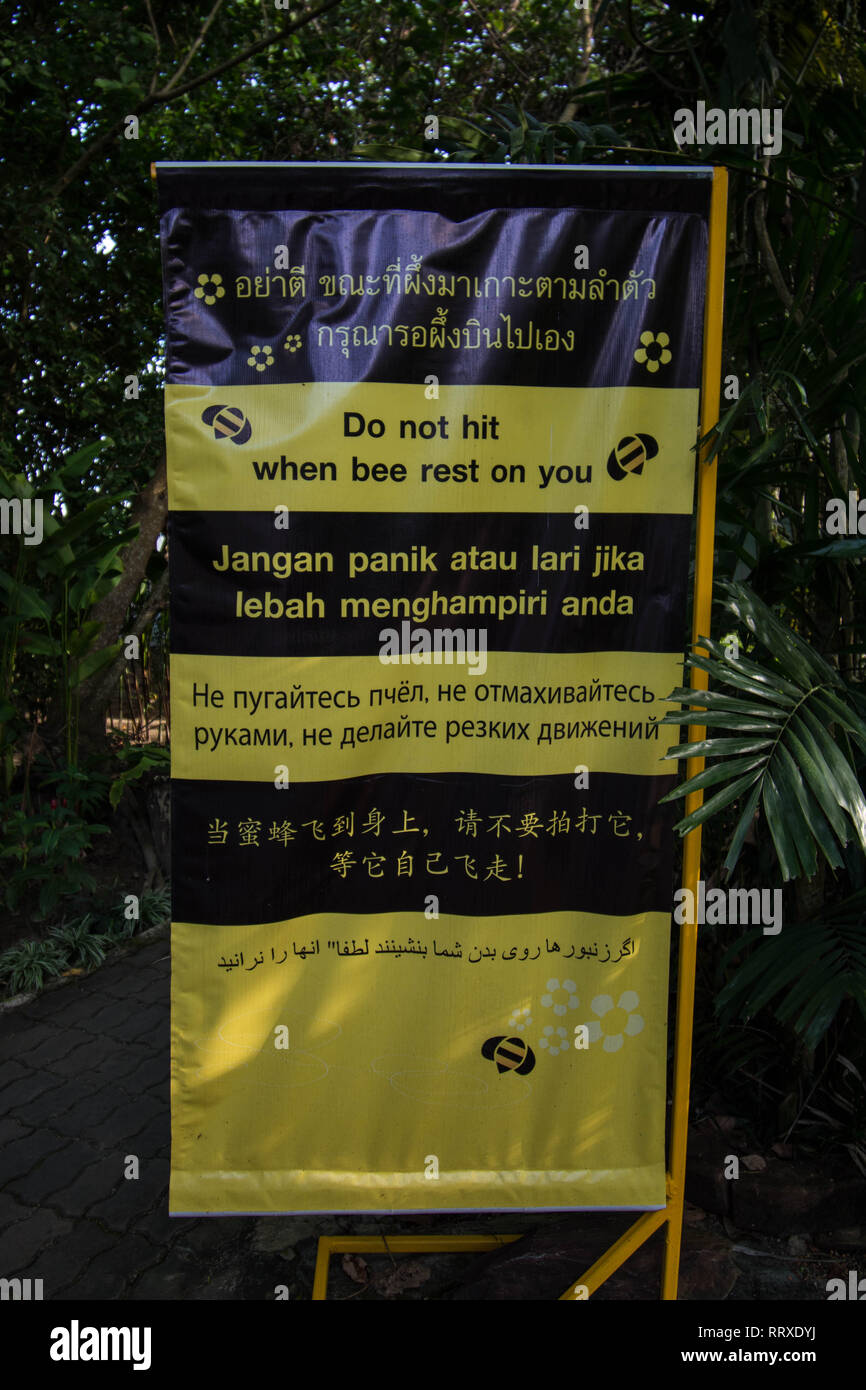 อย่าตี ขณะที่ผึ้งมาเกาะตามลำตัว
กรุณารอผึ้งบินไปเอง
Do not hit
when bee rest on you
Jangan panik atau lari jika
lebah menghampiri anda
Не пугайтесь пчёл, не отмахивайтесь
руками, не делайте резких движений
当蜜蜂飞到身上，请不要拍打它，
等它自己飞走！
اگرزنبورها روی بدن شما بنشینند لطفا" انها را نرانید
alamy
Image ID: RRXDYJ
www.alamy.com